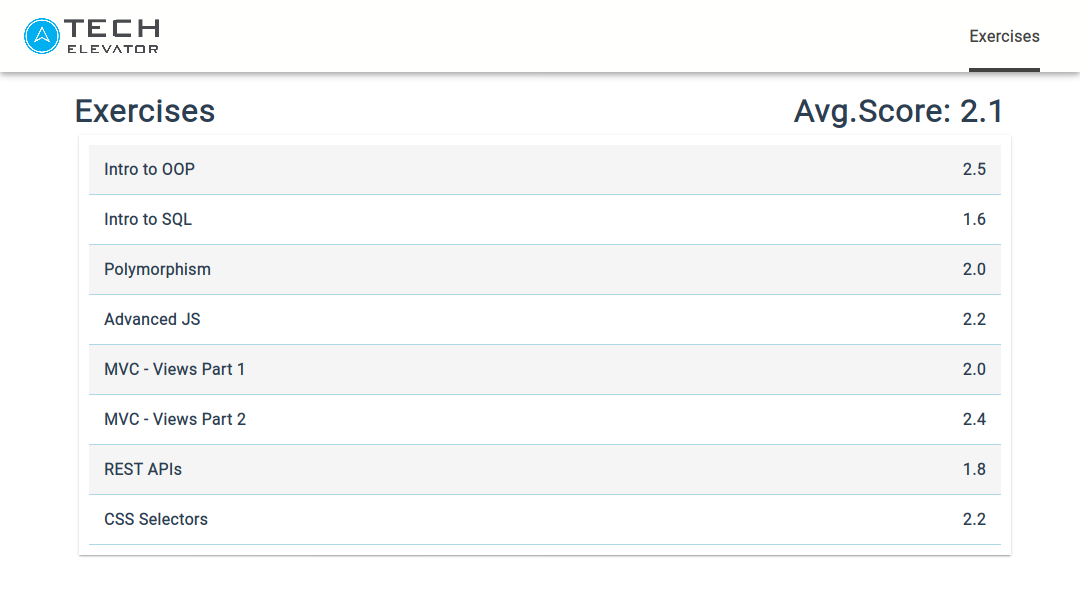 TECH
ELEVATOR
Exercises
Exercises
Avg.Score: 2.1
Intro to OOP 2.5
Intro to SQL 1.6
Polymorphism 2.0
Advanced JS 2.2
MVC - Views Part 1 2.0
MVC - Views Part 2 2.4
REST APIs 1.8
CSS Selectors 2.2